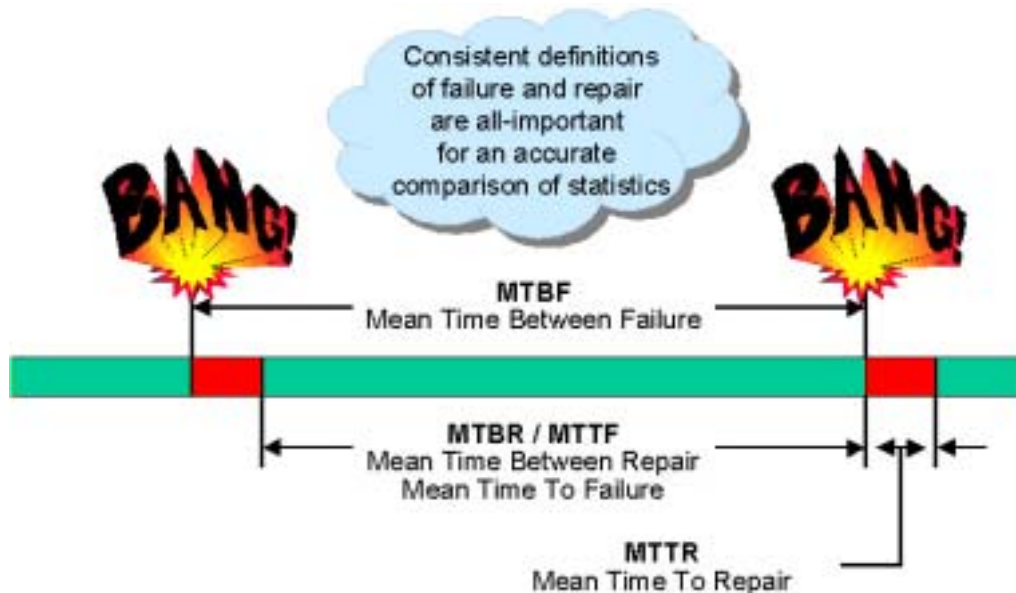 Consistent definitions
of failure and repair
are all-important
for an accurate
comparison of statistics
BANG!
BANG!
MTBF
Mean Time Between Failure
MTBR / MTTF
Mean Time Between Repair
Mean Time To Failure
MTTR
Mean Time To Repair